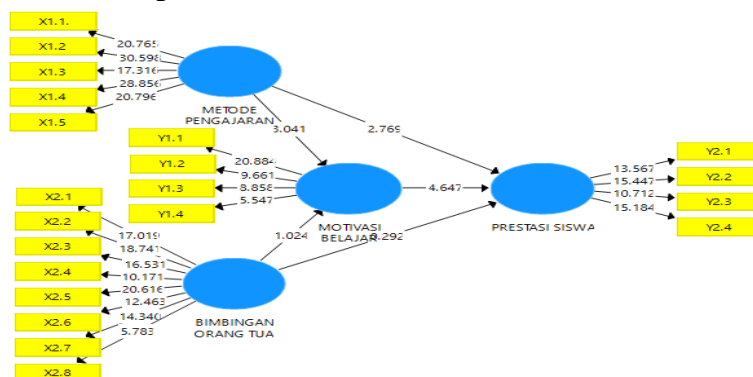 X1.1.
X1.2
X1.3
X1.4
X1.5
20.765
30.598
17.316
28.856
20.796
METODE
PENGAJARAN
3.041
2.769
Y1.1
Y1.2
Y1.3
Y1.4
20.884
9.661
8.858
5.547
MOTIVASI
BELAJAR
4.647
PRESTASI SISWA
13.567
15.447
10.712
15.184
Y2.1
Y2.2
Y2.3
Y2.4
X2.1
X2.2
X2.3
X2.4
X2.5
X2.6
X2.7
X2.8
17.019
18.741
16.531
10.171
20.616
12.463
14.340
5.783
1.024
BIMBINGAN
ORANG TUA